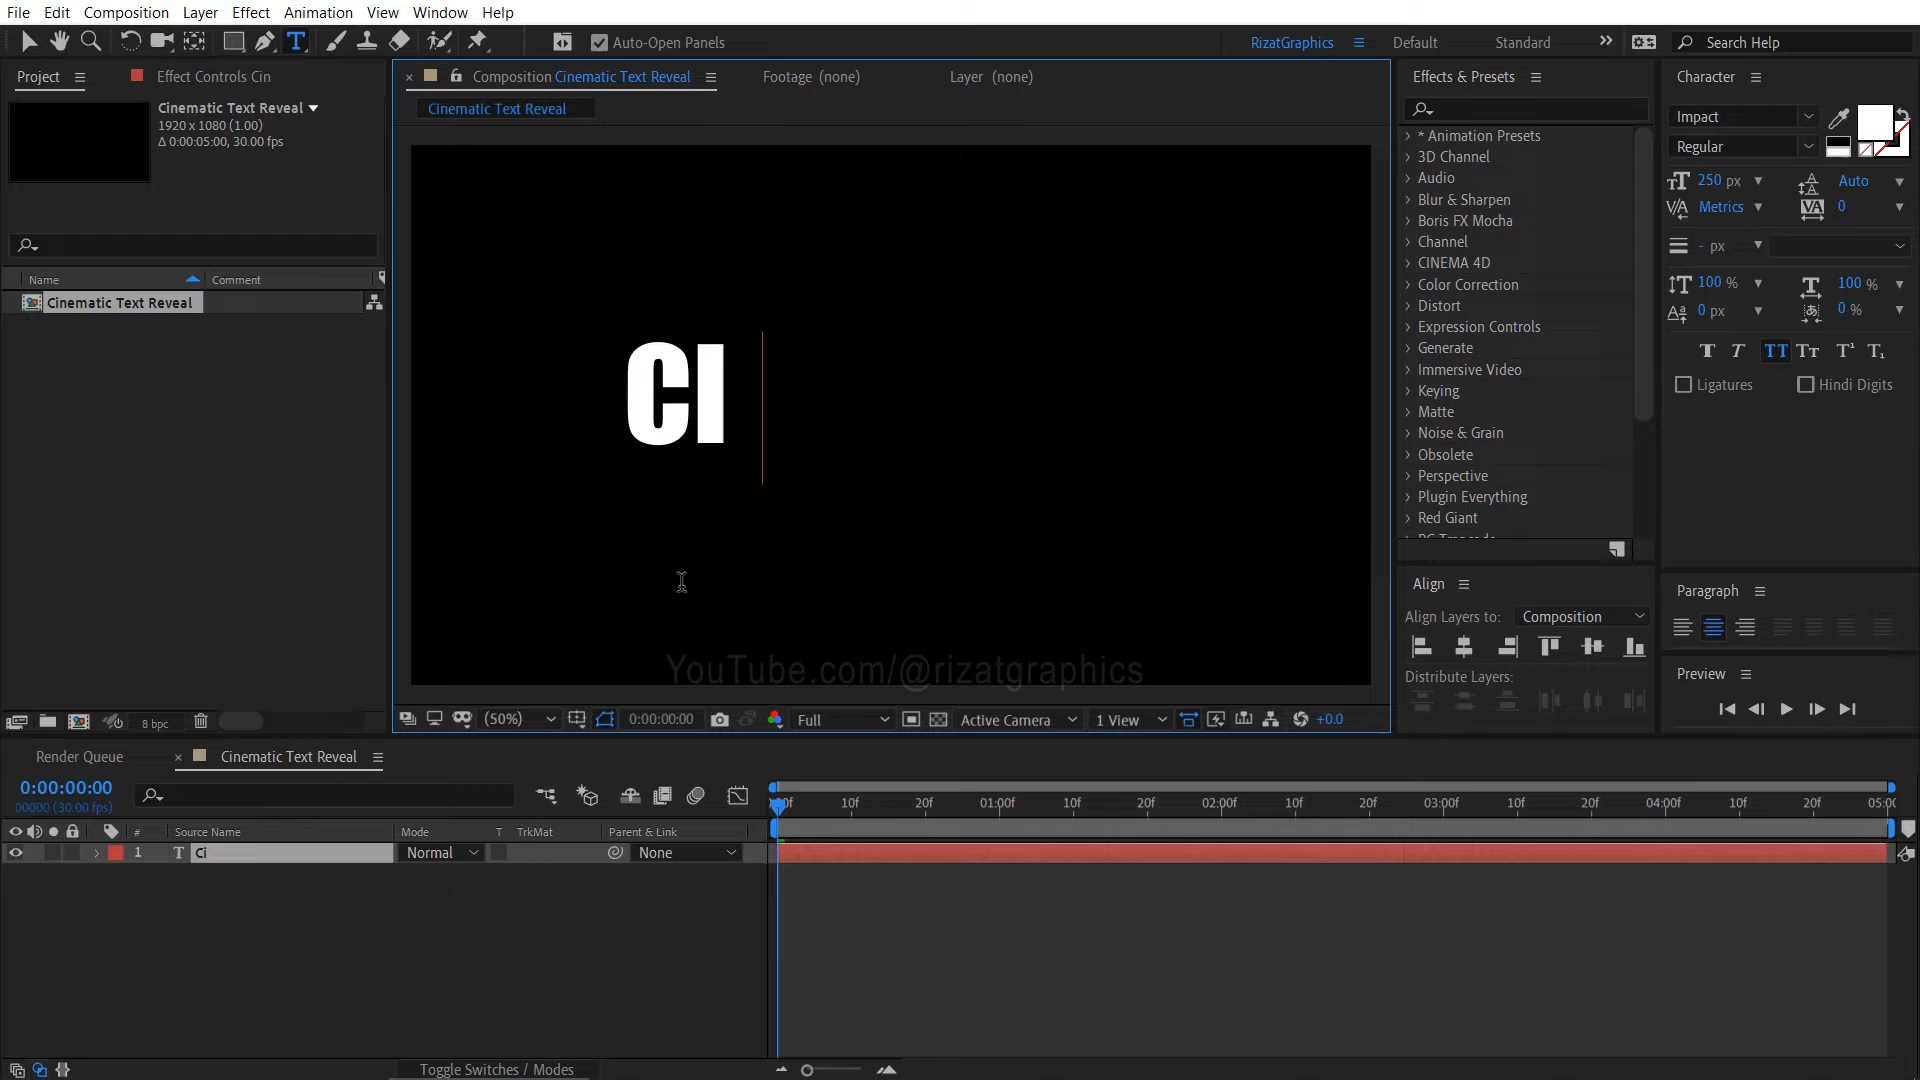 File Edit Composition Layer Effect Animation View Window Help
Auto-Open Panels
RizatGraphics
Default
Standard
Search Help
Project
Effect Controls Cin
Cinematic Text Reveal
1920 x 1080 (1.00)
Δ 0:00:05:00, 30.00 fps
Name
Comment
Cinematic Text Reveal
8 bpc
Composition Cinematic Text Reveal
Footage (none)
Layer (none)
Cinematic Text Reveal
CI
YouTube.com/@rizatgraphics
(50%)
0:00:00:00
Full
Active Camera
1 View
+0.0
Effects & Presets
* Animation Presets
3D Channel
Audio
Blur & Sharpen
Boris FX Mocha
Channel
CINEMA 4D
Color Correction
Distort
Expression Controls
Generate
Immersive Video
Keying
Matte
Noise & Grain
Obsolete
Perspective
Plugin Everything
Red Giant
Align
Align Layers to: Composition
Distribute Layers:
Character
Impact
Regular
250 px
Auto
Metrics
0
- px
100 %
100 %
0 px
0 %
Ligatures
Hindi Digits
Paragraph
Preview
Render Queue
Cinematic Text Reveal
0:00:00:00
00000 (30.00 fps)
# Source Name
Mode
T TrkMat
Parent & Link
1 T Ci
Normal
None
10f 20f 01:00f 10f 20f 02:00f 10f 20f 03:00f 10f 20f 04:00f 10f 20f
Toggle Switches / Modes